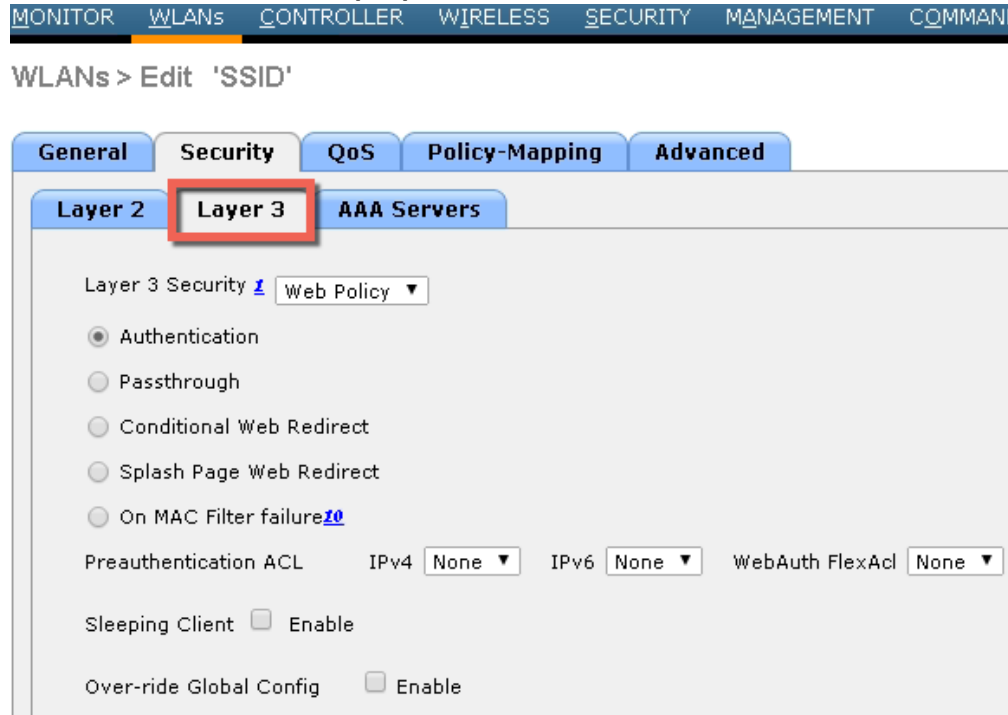 MONITOR WLANs CONTROLLER WIRELESS SECURITY MANAGEMENT COMMAN
WLANs > Edit 'SSID'
General Security QoS Policy-Mapping Advanced
Layer 2 Layer 3 AAA Servers
Layer 3 Security 1 Web Policy
Authentication
Passthrough
Conditional Web Redirect
Splash Page Web Redirect
On MAC Filter failure10
Preauthentication ACL IPv4 None IPv6 None WebAuth FlexAcl None
Sleeping Client Enable
Over-ride Global Config Enable